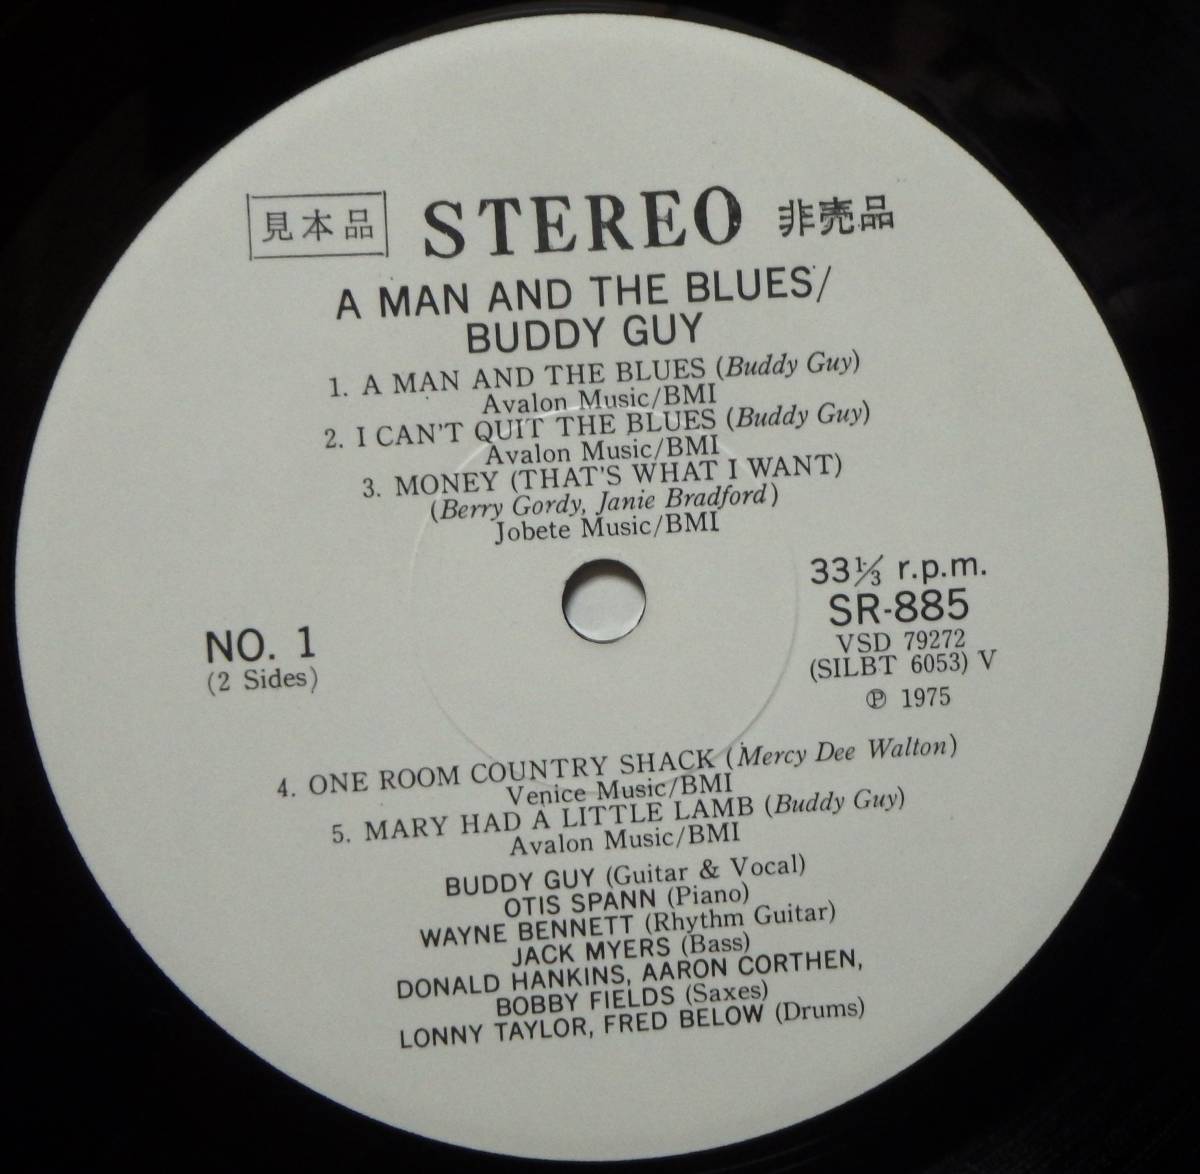 見本品 STEREO 非売品
A MAN AND THE BLUES/
BUDDY GUY
1. A MAN AND THE BLUES (Buddy Guy)
Avalon Music/BMI
2. I CAN'T QUIT THE BLUES (Buddy Guy)
Avalon Music/BMI
3. MONEY (THAT'S WHAT I WANT)
(Berry Gordy, Janie Bradford)
Jobete Music/BMI
33⅓ r.p.m.
SR-885
VSD 79272
(SILBT 6053) V
Ⓟ 1975
NO. 1
(2 Sides)
4. ONE ROOM COUNTRY SHACK (Mercy Dee Walton)
Venice Music/BMI
5. MARY HAD A LITTLE LAMB (Buddy Guy)
Avalon Music/BMI
BUDDY GUY (Guitar & Vocal)
OTIS SPANN (Piano)
WAYNE BENNETT (Rhythm Guitar)
JACK MYERS (Bass)
DONALD HANKINS, AARON CORTHEN,
BOBBY FIELDS (Saxes)
LONNY TAYLOR, FRED BELOW (Drums)